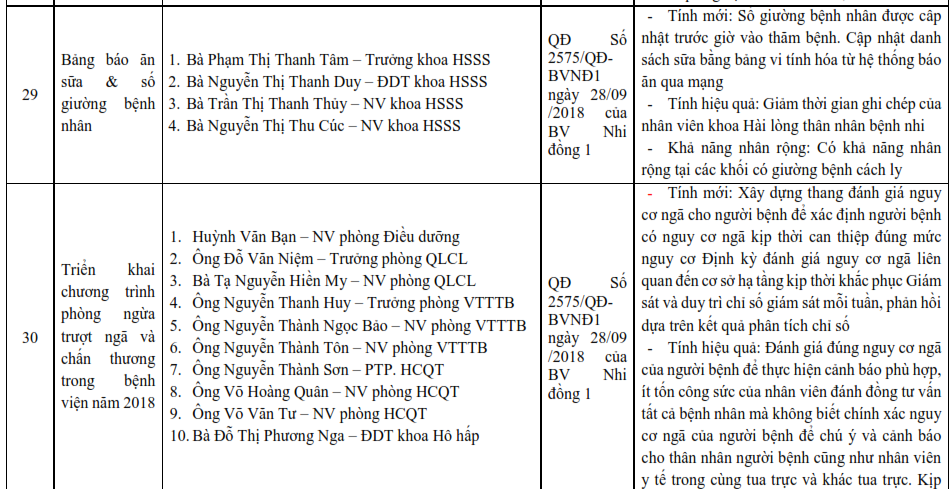 29
Bảng báo ăn
sữa & số
giường bệnh
nhân
1. Bà Phạm Thị Thanh Tâm – Trưởng khoa HSSS
2. Bà Nguyễn Thị Thanh Duy – ĐDT khoa HSSS
3. Bà Trần Thị Thanh Thủy – NV khoa HSSS
4. Bà Nguyễn Thị Thu Cúc – NV khoa HSSS
QĐ Số
2575/QĐ-
BVNĐ1
ngày 28/09
/2018 của
BV Nhi
đồng 1
- Tính mới: Số giường bệnh nhân được cập
nhật trước giờ vào thăm bệnh. Cập nhật danh
sách sữa bằng bảng vi tính hóa từ hệ thống báo
ăn qua mạng
- Tính hiệu quả: Giảm thời gian ghi chép của
nhân viên khoa Hài lòng thân nhân bệnh nhi
- Khả năng nhân rộng: Có khả năng nhân
rộng tại các khối có giường bệnh cách ly
30
Triển khai
chương trình
phòng ngừa
trượt ngã và
chấn thương
trong bệnh
viện năm 2018
1. Huỳnh Văn Bạn – NV phòng Điều dưỡng
2. Ông Đỗ Văn Niệm – Trưởng phòng QLCL
3. Bà Tạ Nguyễn Hiền My – NV phòng QLCL
4. Ông Nguyễn Thanh Huy – Trưởng phòng VTTTB
5. Ông Nguyễn Thành Ngọc Bảo – NV phòng VTTTB
6. Ông Nguyễn Thành Tôn – NV phòng VTTTB
7. Ông Nguyễn Thành Sơn – PTP. HCQT
8. Ông Võ Hoàng Quân – NV phòng HCQT
9. Ông Võ Văn Tư – NV phòng HCQT
10. Bà Đỗ Thị Phương Nga – ĐDT khoa Hô hấp
QĐ Số
2575/QĐ-
BVNĐ1
ngày 28/09
/2018 của
BV Nhi
đồng 1
- Tính mới: Xây dựng thang đánh giá nguy
cơ ngã cho người bệnh để xác định người bệnh
có nguy cơ ngã kịp thời can thiệp đúng mức
nguy cơ Định kỳ đánh giá nguy cơ ngã liên
quan đến cơ sở hạ tầng kịp thời khắc phục Giám
sát và duy trì chỉ số giám sát mỗi tuần, phản hồi
dựa trên kết quả phân tích chỉ số
- Tính hiệu quả: Đánh giá đúng nguy cơ ngã
của người bệnh để thực hiện cảnh báo phù hợp,
ít tốn công sức của nhân viên đánh đồng tư vấn
tất cả bệnh nhân mà không biết chính xác nguy
cơ ngã của người bệnh để chú ý và cảnh báo
cho thân nhân người bệnh cũng như nhân viên
y tế trong cùng tua trực và khác tua trực. Kịp